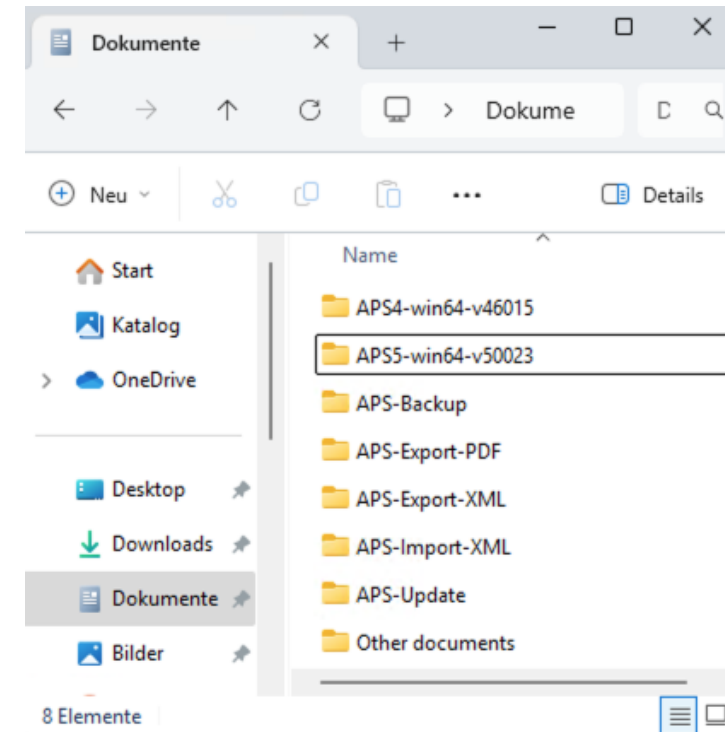 Dokumente
Dokume
Neu
Details
Start
Katalog
OneDrive
Desktop
Downloads
Dokumente
Bilder
Name
APS4-win64-v46015
APS5-win64-v50023
APS-Backup
APS-Export-PDF
APS-Export-XML
APS-Import-XML
APS-Update
Other documents
8 Elemente